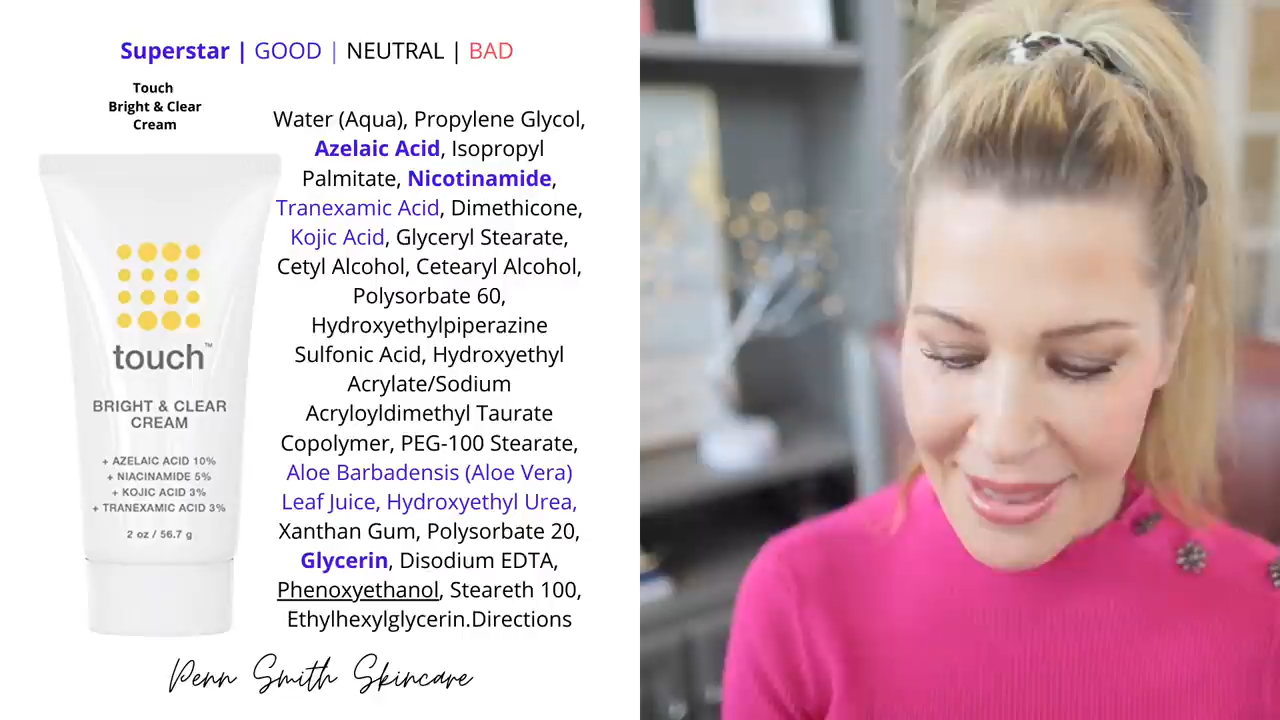 Superstar | GOOD | NEUTRAL | BAD
Touch
Bright & Clear
Cream
Water (Aqua), Propylene Glycol,
Azelaic Acid, Isopropyl
Palmitate, Nicotinamide,
Tranexamic Acid, Dimethicone,
Kojic Acid, Glyceryl Stearate,
Cetyl Alcohol, Cetearyl Alcohol,
Polysorbate 60,
Hydroxyethylpiperazine
Sulfonic Acid, Hydroxyethyl
Acrylate/Sodium
Acryloyldimethyl Taurate
Copolymer, PEG-100 Stearate,
Aloe Barbadensis (Aloe Vera)
Leaf Juice, Hydroxyethyl Urea,
Xanthan Gum, Polysorbate 20,
Glycerin, Disodium EDTA,
Phenoxyethanol, Steareth 100,
Ethylhexylglycerin.Directions
touch™
BRIGHT & CLEAR
CREAM
+ AZELAIC ACID 10%
+ NIACINAMIDE 5%
+ KOJIC ACID 3%
+ TRANEXAMIC ACID 3%
2 oz / 56.7 g
Penn Smith Skincare